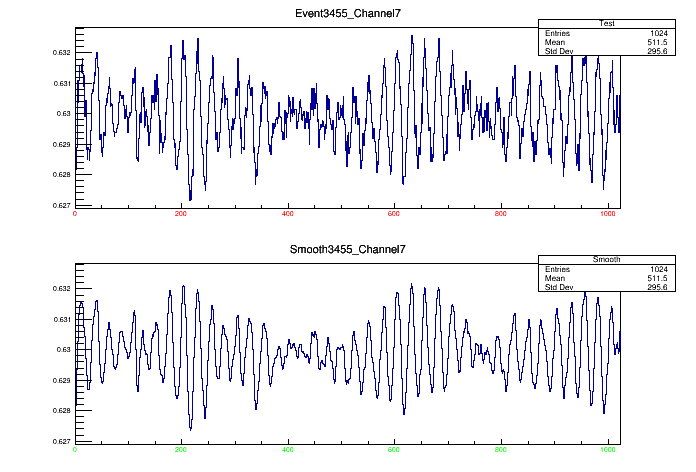 Event3455_Channel7
Test
Entries 1024
Mean 511.5
Std Dev 295.6
0.632
0.631
0.63
0.629
0.628
0.627
0 200 400 600 800 1000
Smooth3455_Channel7
Smooth
Entries 1024
Mean 511.5
Std Dev 295.6
0.632
0.631
0.63
0.629
0.628
0.627
0 200 400 600 800 1000